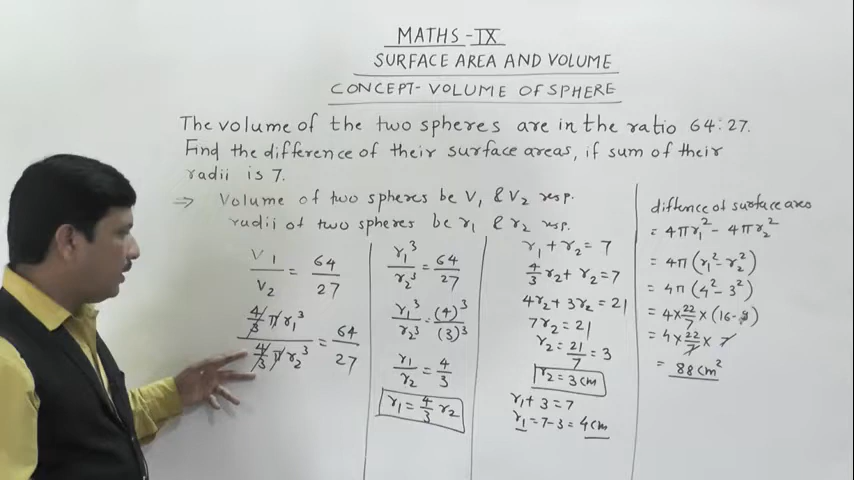 MATHS - IX
SURFACE AREA AND VOLUME
CONCEPT- VOLUME OF SPHERE
The volume of the two spheres are in the ratio 64:27.
Find the difference of their surface areas, if sum of their
radii is 7.
⇒ Volume of two spheres be V₁ & V₂ resp.
radii of two spheres be r₁ & r₂ resp.
V₁/V₂ = 64/27
(4/3 π r₁³)/(4/3 π r₂³) = 64/27
r₁³/r₂³ = 64/27
r₁³/r₂³ = (4)³/(3)³
r₁/r₂ = 4/3
r₁ = 4/3 r₂
r₁ + r₂ = 7
4/3 r₂ + r₂ = 7
4r₂ + 3r₂ = 21
7r₂ = 21
r₂ = 21/7 = 3
r₂ = 3 cm
r₁ + 3 = 7
r₁ = 7-3 = 4cm
diffence of surface area
= 4πr₁² - 4πr₂²
= 4π(r₁²-r₂²)
= 4π(4²-3²)
= 4×22/7×(16-9)
= 4×22/7×7
= 88cm²